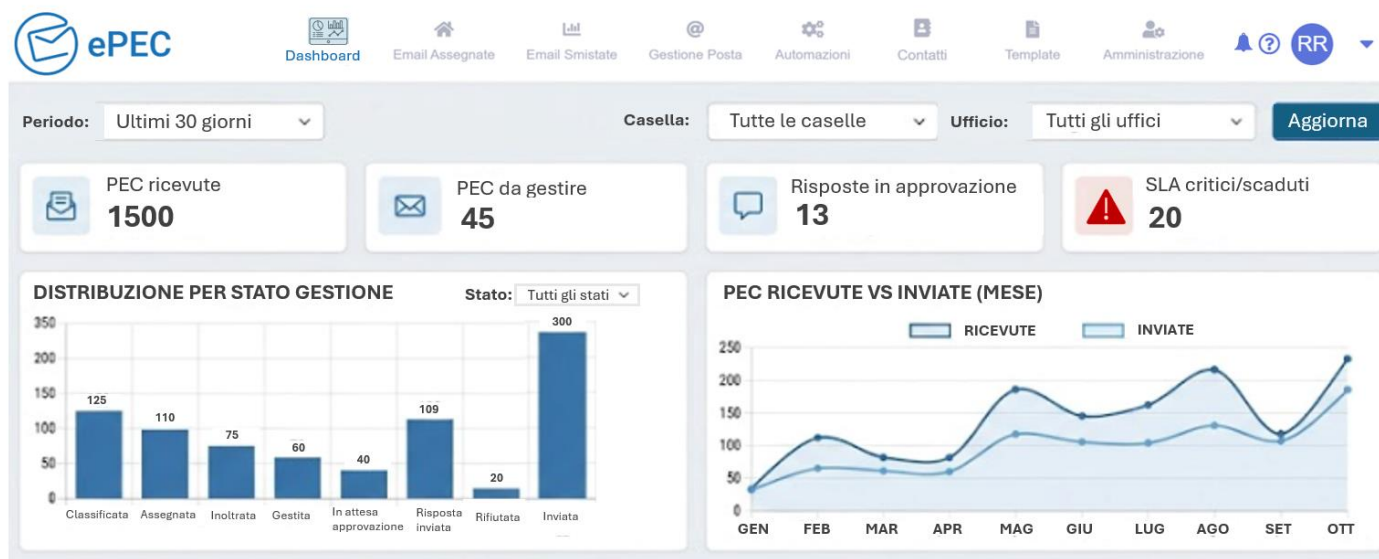 ePEC
Dashboard
Email Assegnate
Email Smistate
@
Gestione Posta
Automazioni
Contatti
Template
Amministrazione
?
RR
Periodo: Ultimi 30 giorni
Casella: Tutte le caselle
Ufficio: Tutti gli uffici
Aggiorna
PEC ricevute
1500
PEC da gestire
45
Risposte in approvazione
13
SLA critici/scaduti
20
DISTRIBUZIONE PER STATO GESTIONE
Stato: Tutti gli stati
350
200
150
100
50
0
125
110
75
60
40
109
20
300
Classificata
Assegnata
Inoltrata
Gestita
In attesa
approvazione
Risposta
inviata
Rifiutata
Inviata
PEC RICEVUTE VS INVIATE (MESE)
RICEVUTE
INVIATE
250
200
150
100
50
0
GEN FEB MAR APR MAG GIU LUG AGO SET OTT